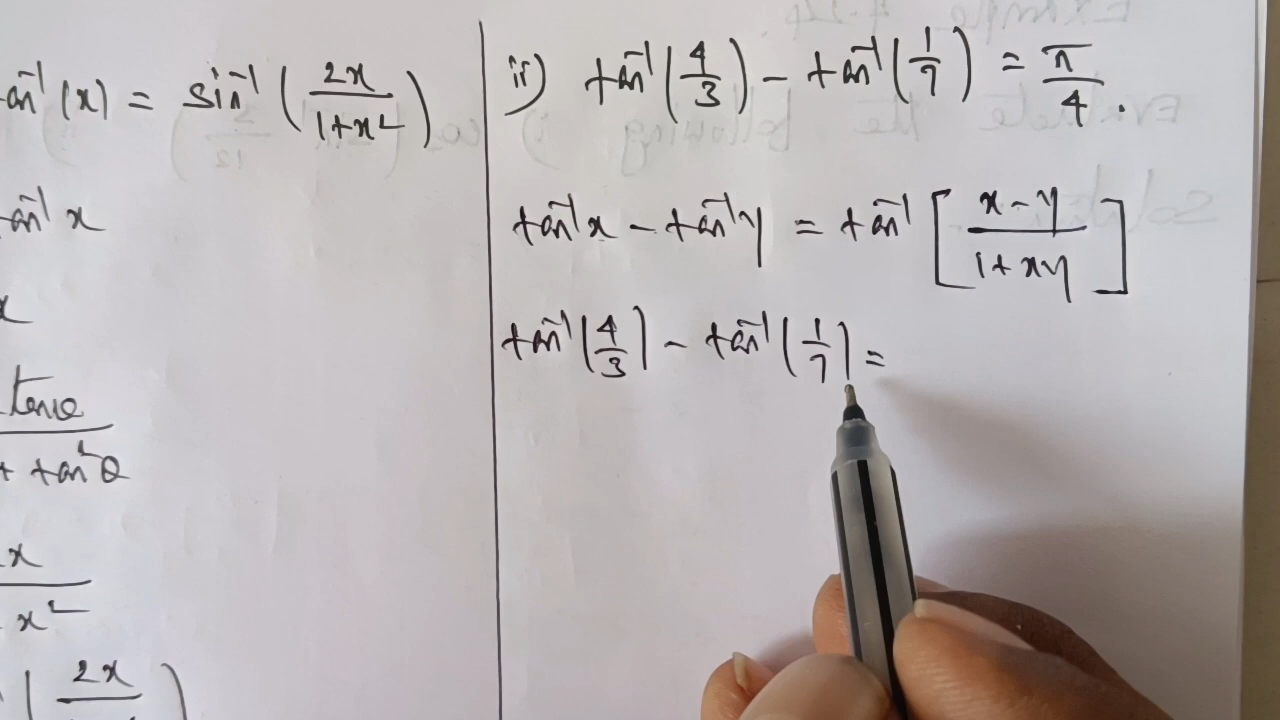 an⁻¹(x) = sin⁻¹(2x/(1+x²))
an⁻¹ x
x
tanθ
+ tan²θ
x
x²
(2x
ii) tan⁻¹(4/3) - tan⁻¹(1/7) = π/4.
tan⁻¹x - tan⁻¹y = tan⁻¹[(x-y)/(1+xy)]
tan⁻¹(4/3) - tan⁻¹(1/7) =